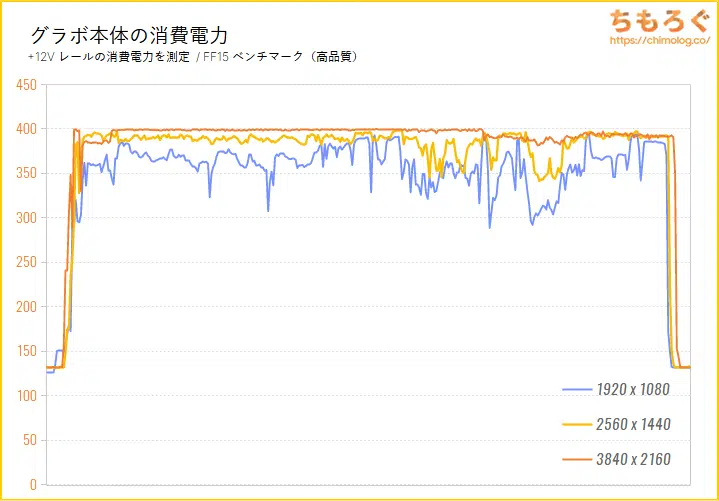 グラボ本体の消費電力
ちもろぐ
https://chimolog.co/
+12V レールの消費電力を測定 / FF15 ベンチマーク（高品質）
450
400
350
300
250
200
150
100
50
0
1920 x 1080
2560 x 1440
3840 x 2160